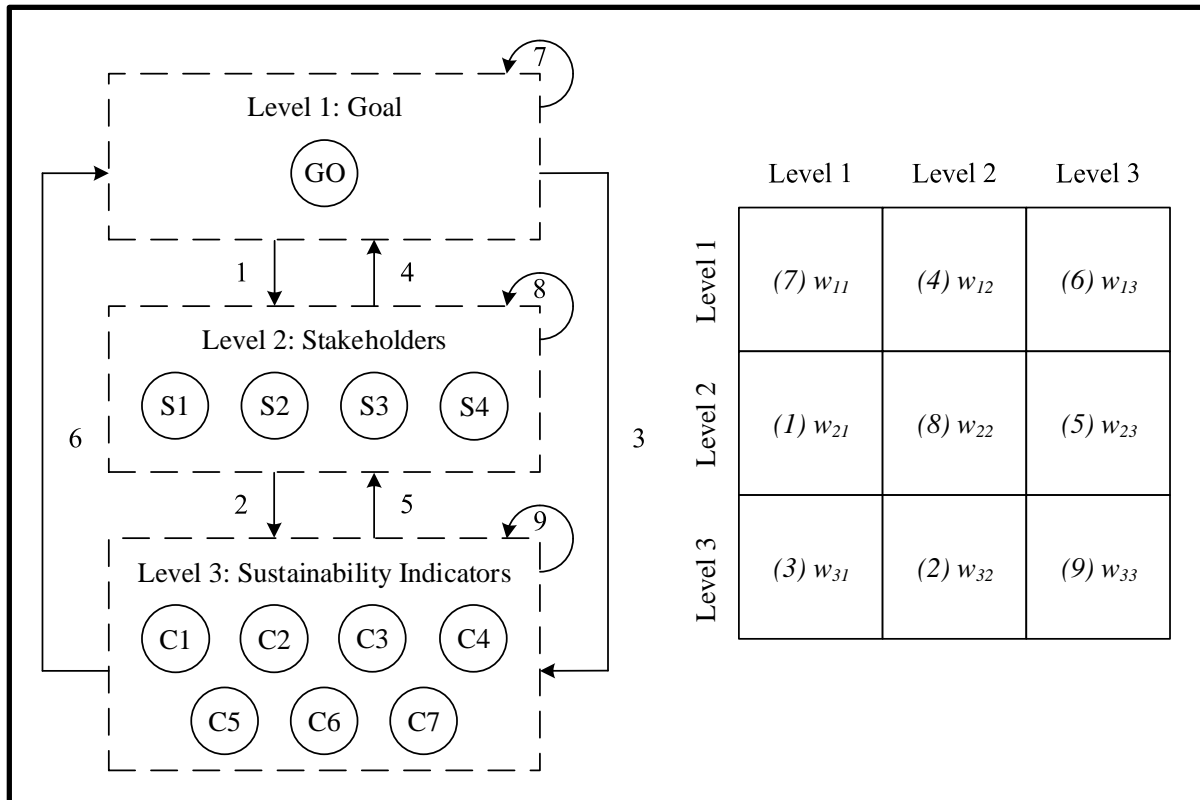 7
Level 1: Goal
GO
1
4
8
Level 2: Stakeholders
S1 S2 S3 S4
6
3
2
5
9
Level 3: Sustainability Indicators
C1 C2 C3 C4
C5 C6 C7
Level 1 Level 2 Level 3
Level 1
(7) w11 (4) w12 (6) w13
Level 2
(1) w21 (8) w22 (5) w23
Level 3
(3) w31 (2) w32 (9) w33